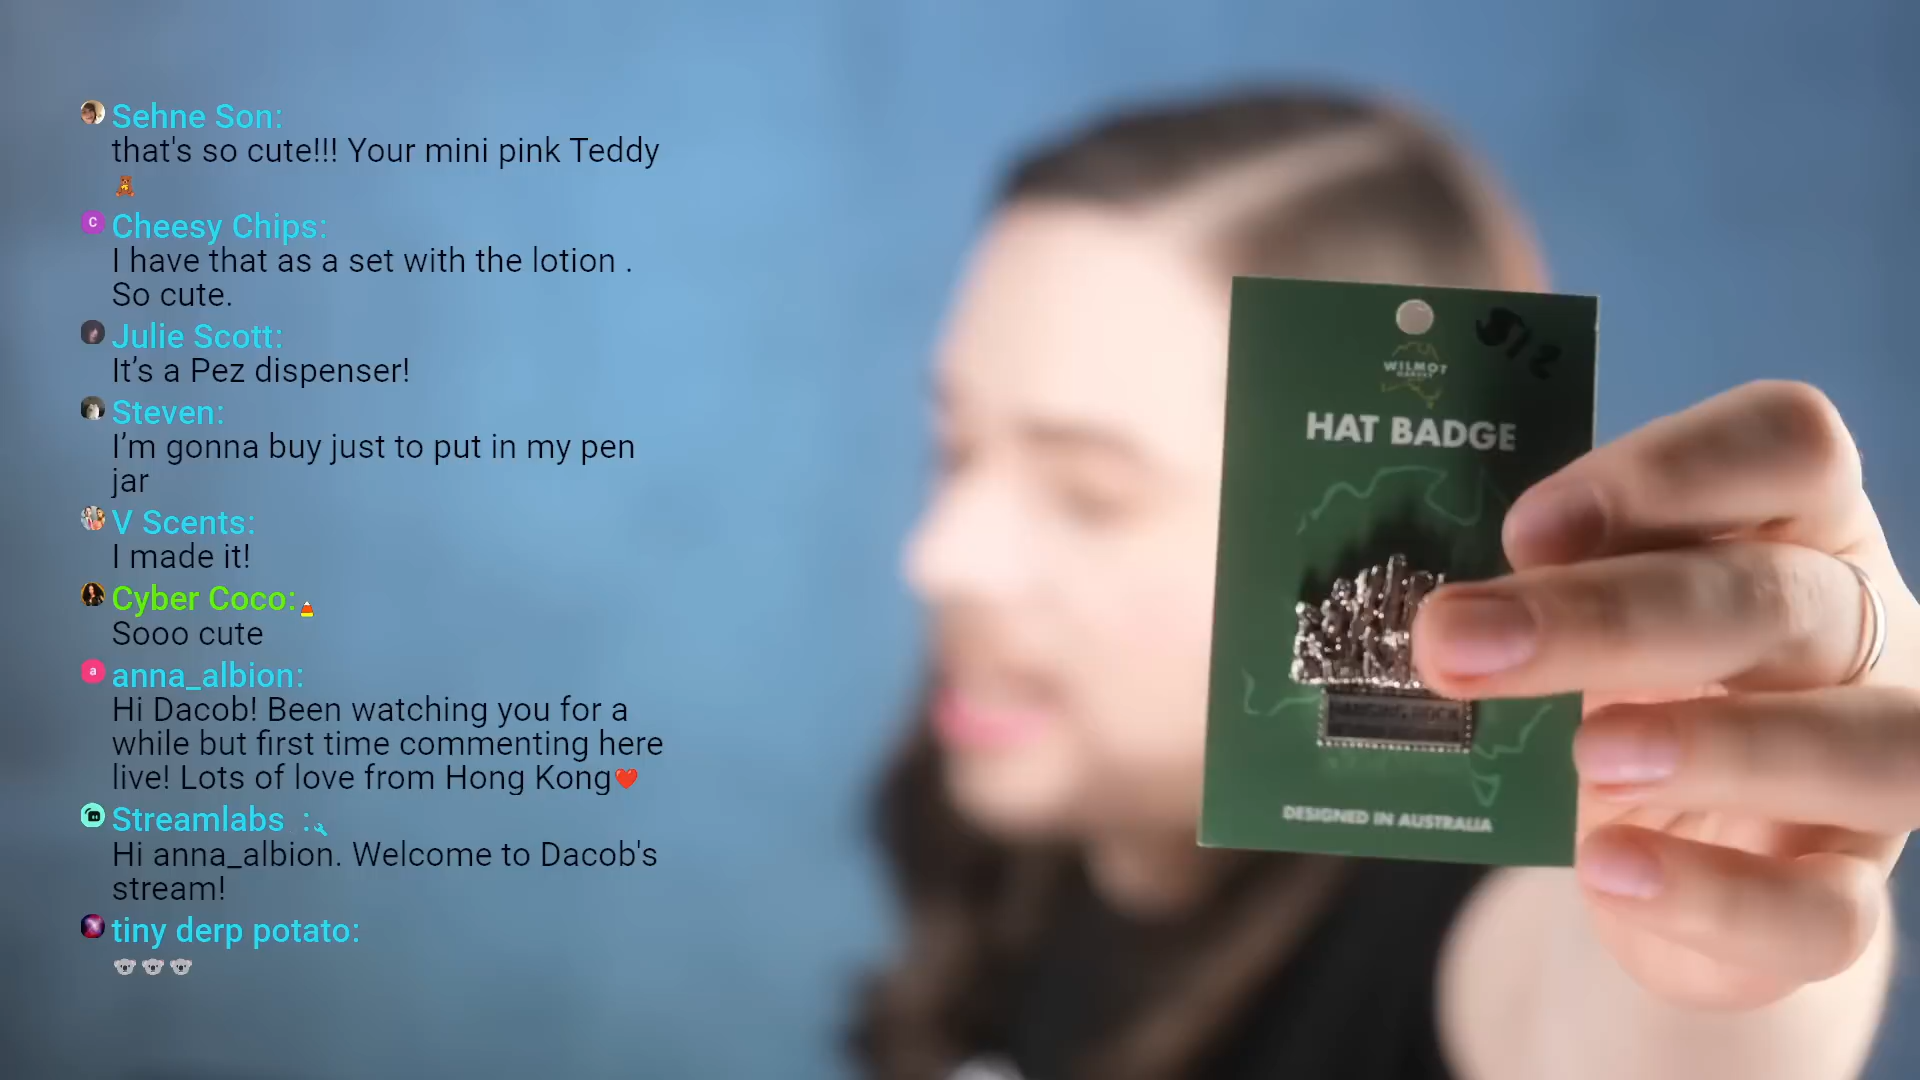 Sehne Son:
that's so cute!!! Your mini pink Teddy
🧸
C Cheesy Chips:
I have that as a set with the lotion .
So cute.
Julie Scott:
It’s a Pez dispenser!
Steven:
I’m gonna buy just to put in my pen
jar
V Scents:
I made it!
Cyber Coco:
Sooo cute
a anna_albion:
Hi Dacob! Been watching you for a
while but first time commenting here
live! Lots of love from Hong Kong❤️
Streamlabs :
Hi anna_albion. Welcome to Dacob's
stream!
tiny derp potato:
🐨🐨🐨
WILMOT
HAT BADGE
HANGING ROCK
DESIGNED IN AUSTRALIA